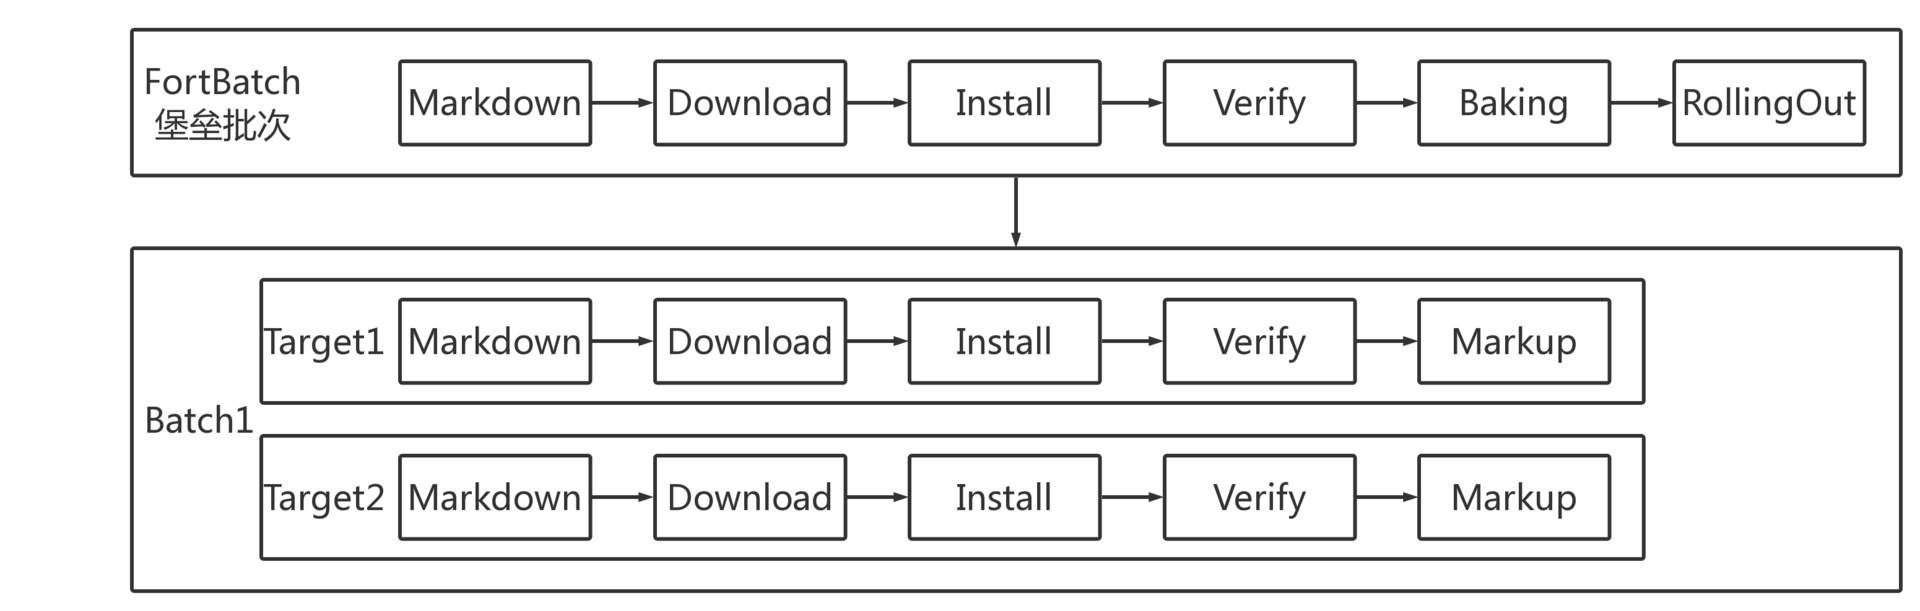 FortBatch
堡垒批次
Markdown
Download
Install
Verify
Baking
RollingOut
Batch1
Target1
Markdown
Download
Install
Verify
Markup
Target2
Markdown
Download
Install
Verify
Markup